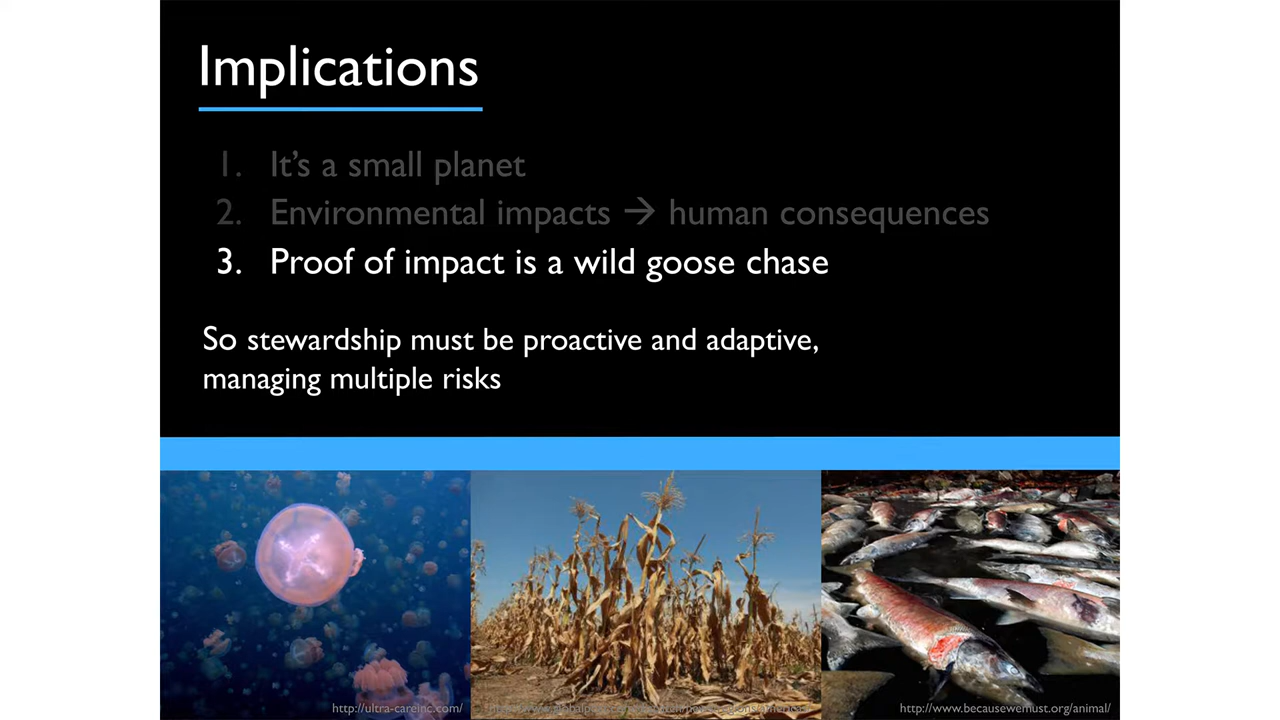 Implications
1. It's a small planet
2. Environmental impacts → human consequences
3. Proof of impact is a wild goose chase
So stewardship must be proactive and adaptive,
managing multiple risks
http://ultra-careinc.com/
http://www.becausewemust.org/animal/